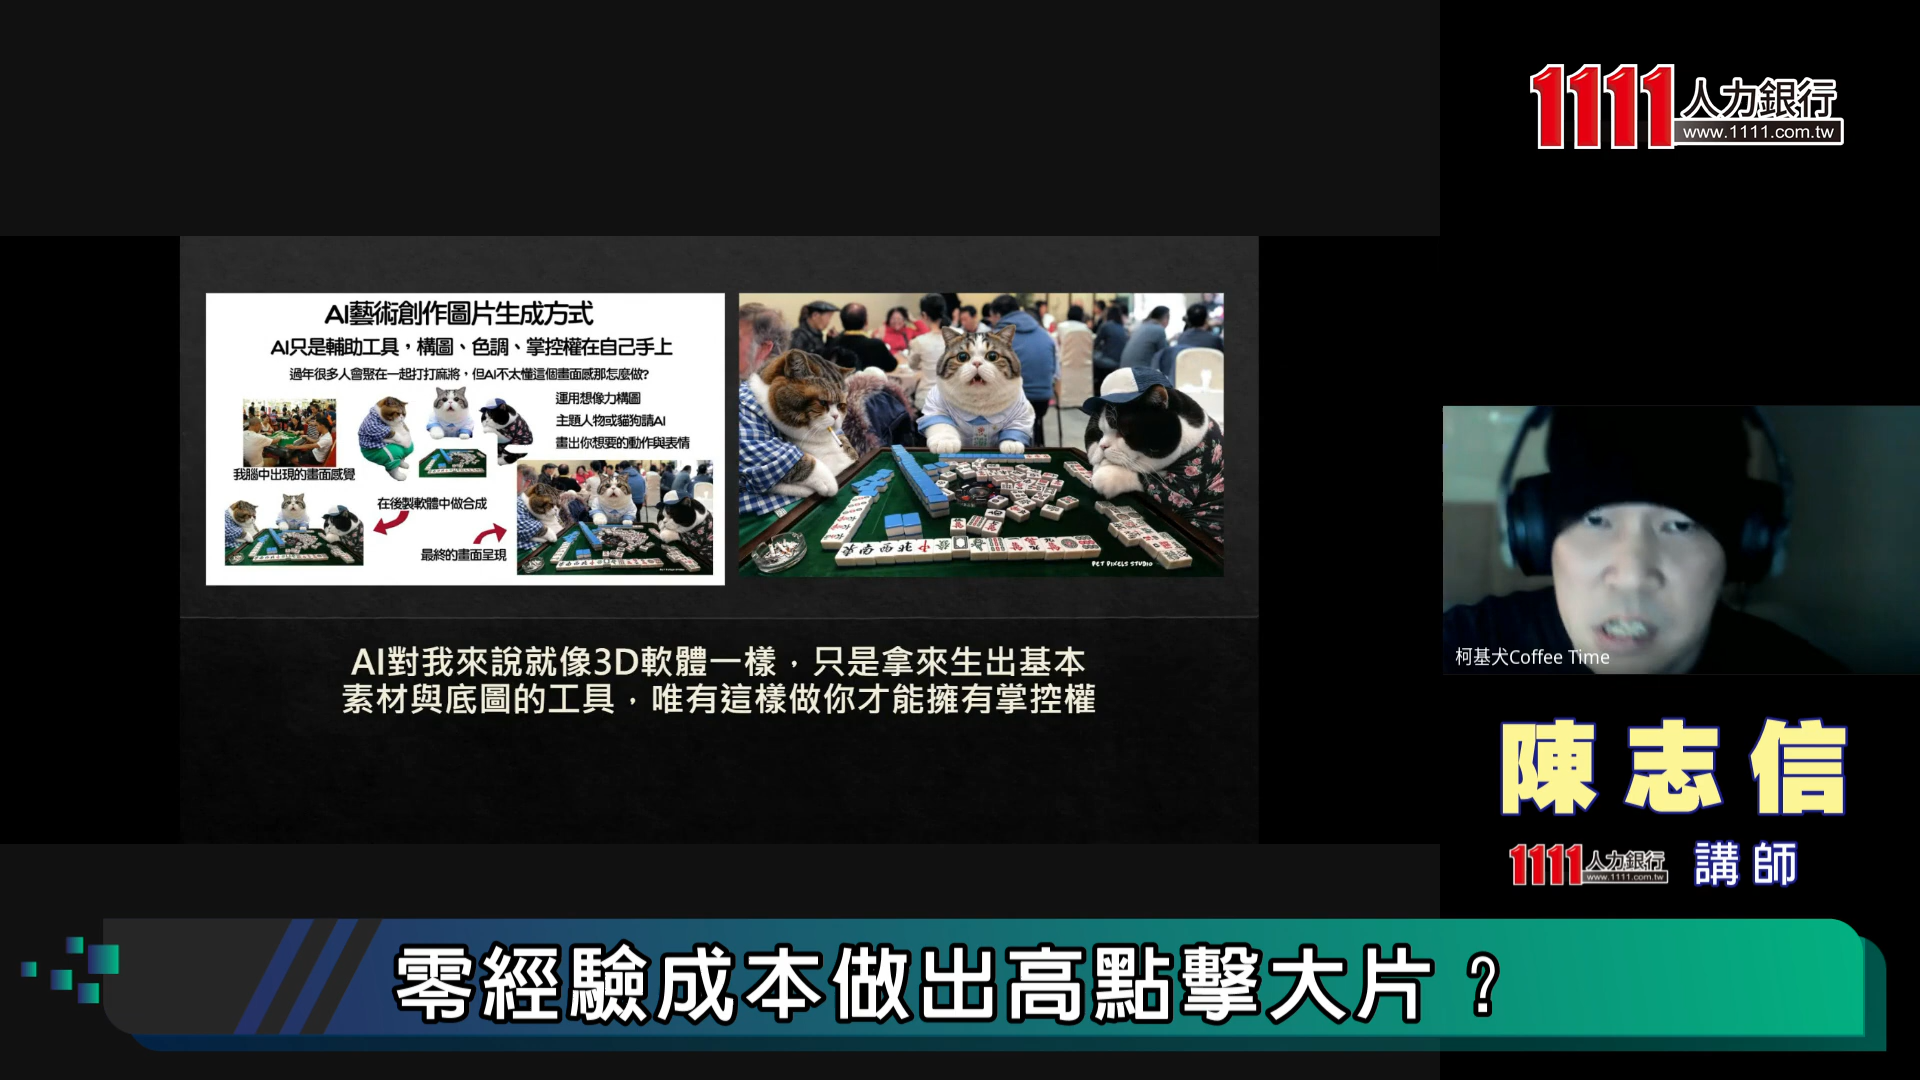 1111人力銀行
www.1111.com.tw
AI藝術創作圖片生成方式
AI只是輔助工具，構圖、色調、掌控權在自己手上
過年很多人會聚在一起打打麻將，但AI不太懂這個畫面感那怎麼做?
運用想像力構圖
主題人物或貓狗請AI
畫出你想要的動作與表情
我腦中出現的畫面感覺
在後製軟體中做合成
最終的畫面呈現
PET PIXELS STUDIO
AI對我來說就像3D軟體一樣，只是拿來生出基本
素材與底圖的工具，唯有這樣做你才能擁有掌控權
柯基犬Coffee Time
陳志信
1111人力銀行 講師
www.1111.com.tw
零經驗成本做出高點擊大片？